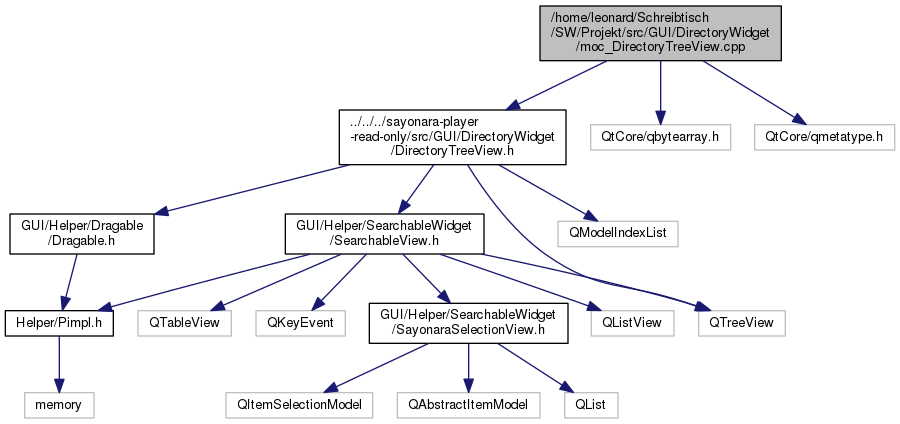 /home/leonard/Schreibtisch
/SW/Projekt/src/GUI/DirectoryWidget
/moc_DirectoryTreeView.cpp
../../../sayonara-player
-read-only/src/GUI/DirectoryWidget
/DirectoryTreeView.h
QtCore/qbytearray.h
QtCore/qmetatype.h
GUI/Helper/Dragable
/Dragable.h
GUI/Helper/SearchableWidget
/SearchableView.h
QModelIndexList
Helper/Pimpl.h
QTableView
QKeyEvent
GUI/Helper/SearchableWidget
/SayonaraSelectionView.h
QListView
QTreeView
memory
QItemSelectionModel
QAbstractItemModel
QList